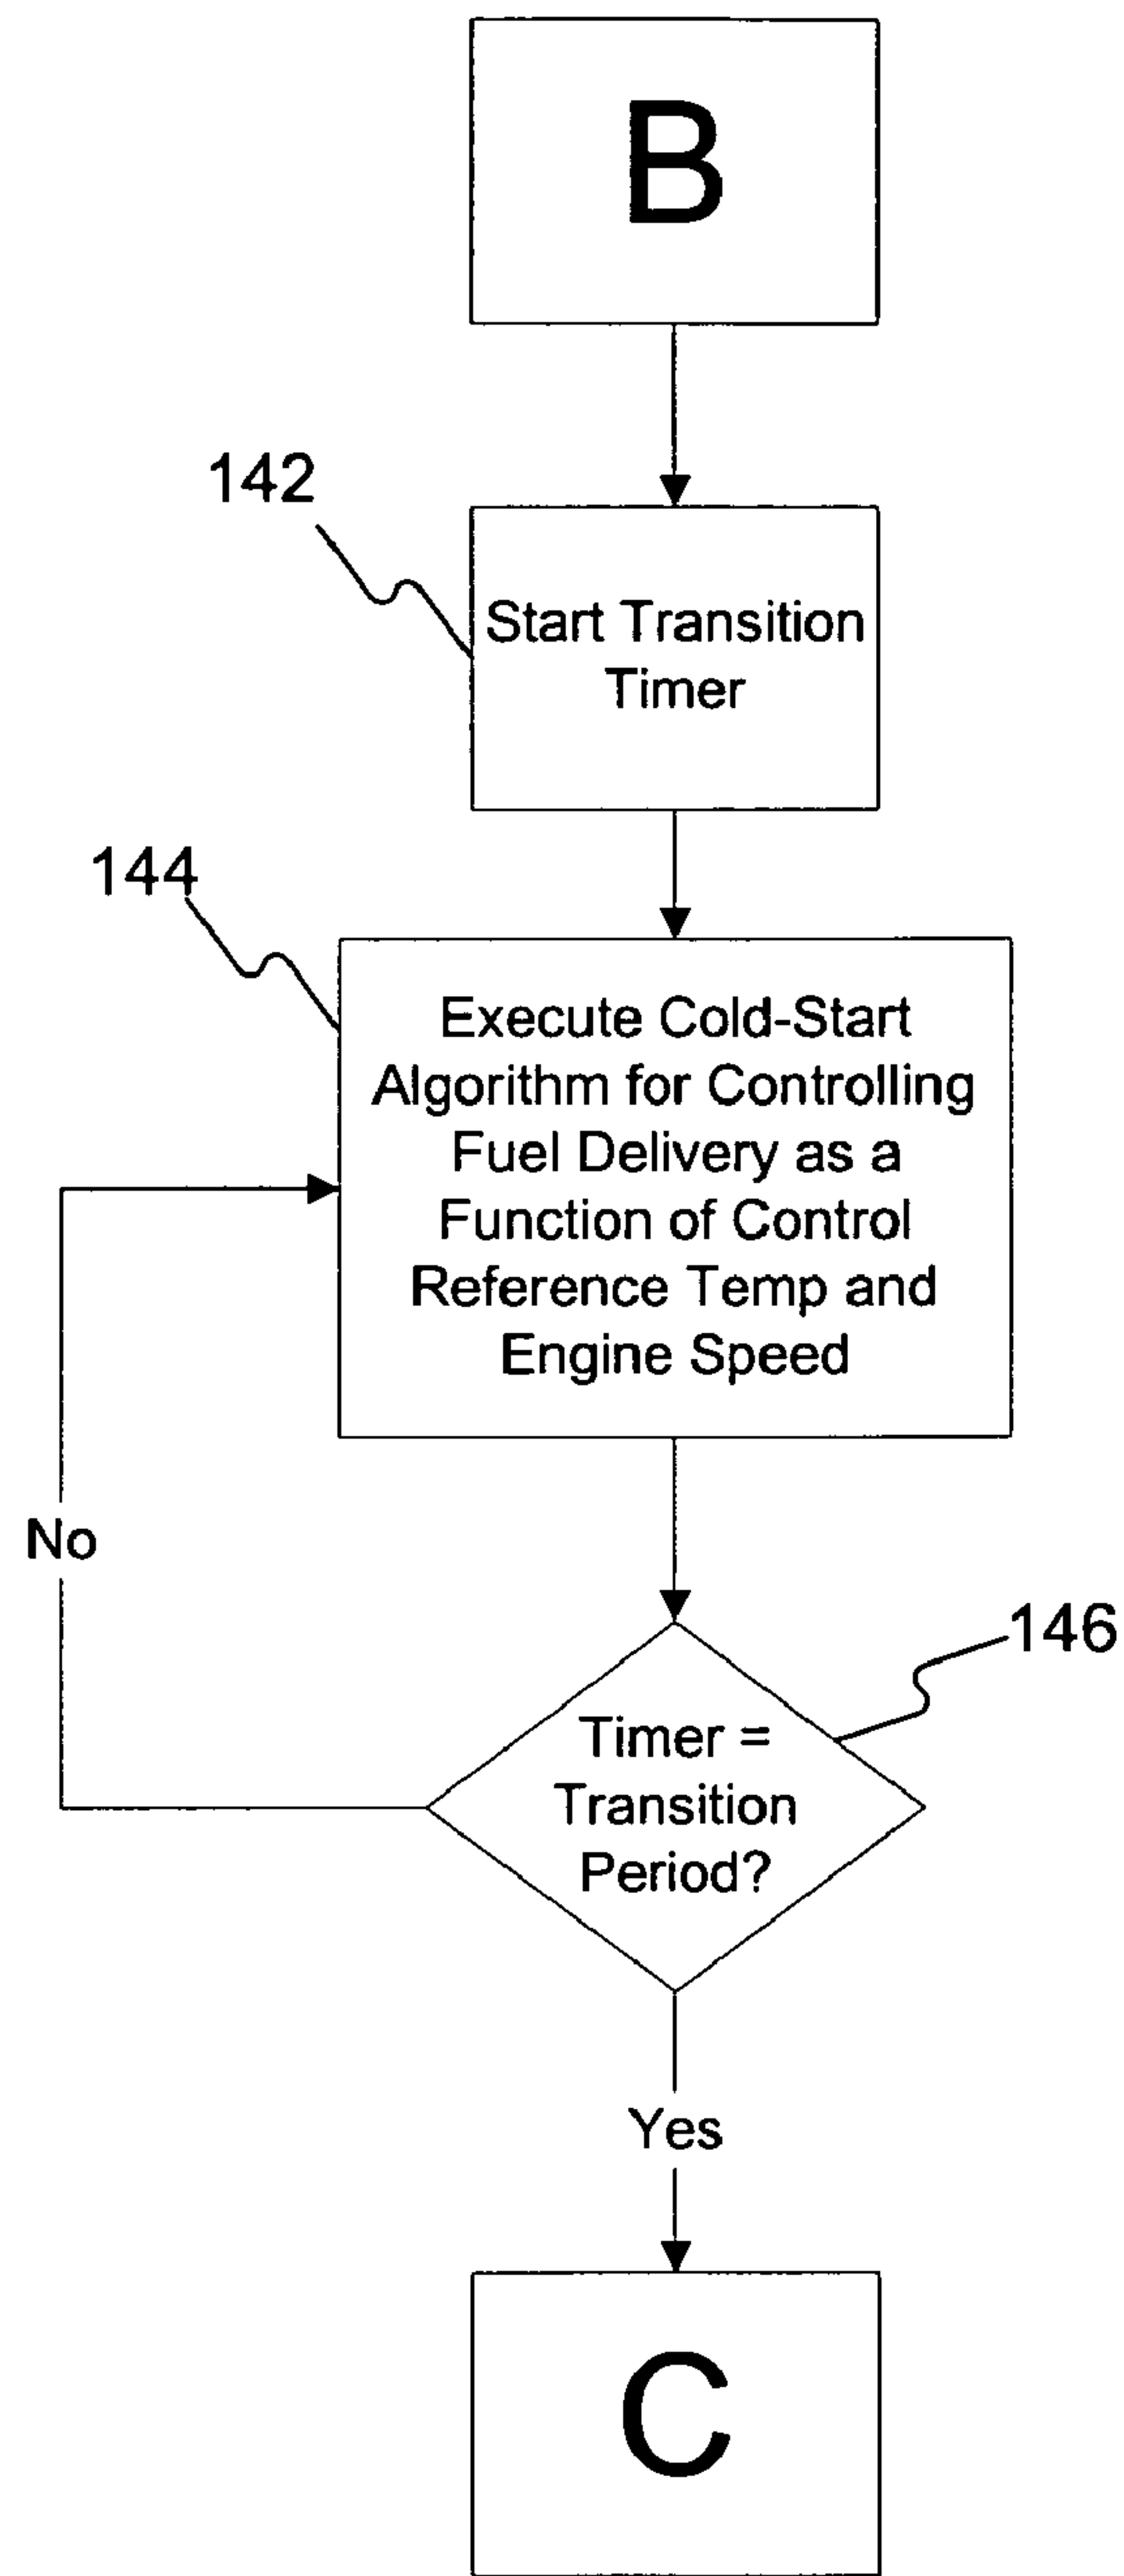 B
142
Start Transition
Timer
144
Execute Cold-Start
Algorithm for Controlling
Fuel Delivery as a
Function of Control
Reference Temp and
Engine Speed
No
146
Timer =
Transition
Period?
Yes
C